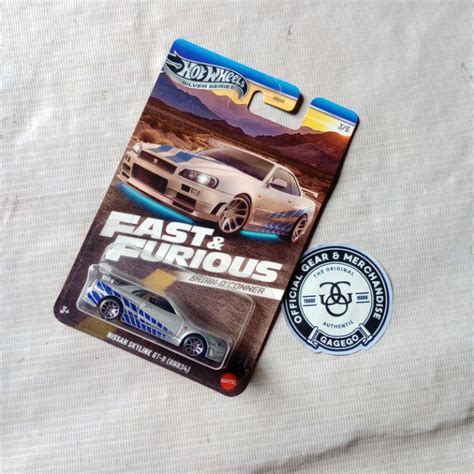 HOT WHEELS
SILVER SERIES
3/5
FAST &
FURIOUS
BRIAN O'CONNER
NISSAN SKYLINE GT-R (BNR34)
MATTEL
OFFICIAL GEAR & MERCHANDISE
THE ORIGINAL
TRADE MARK
AUTHENTIC
GAGEGO